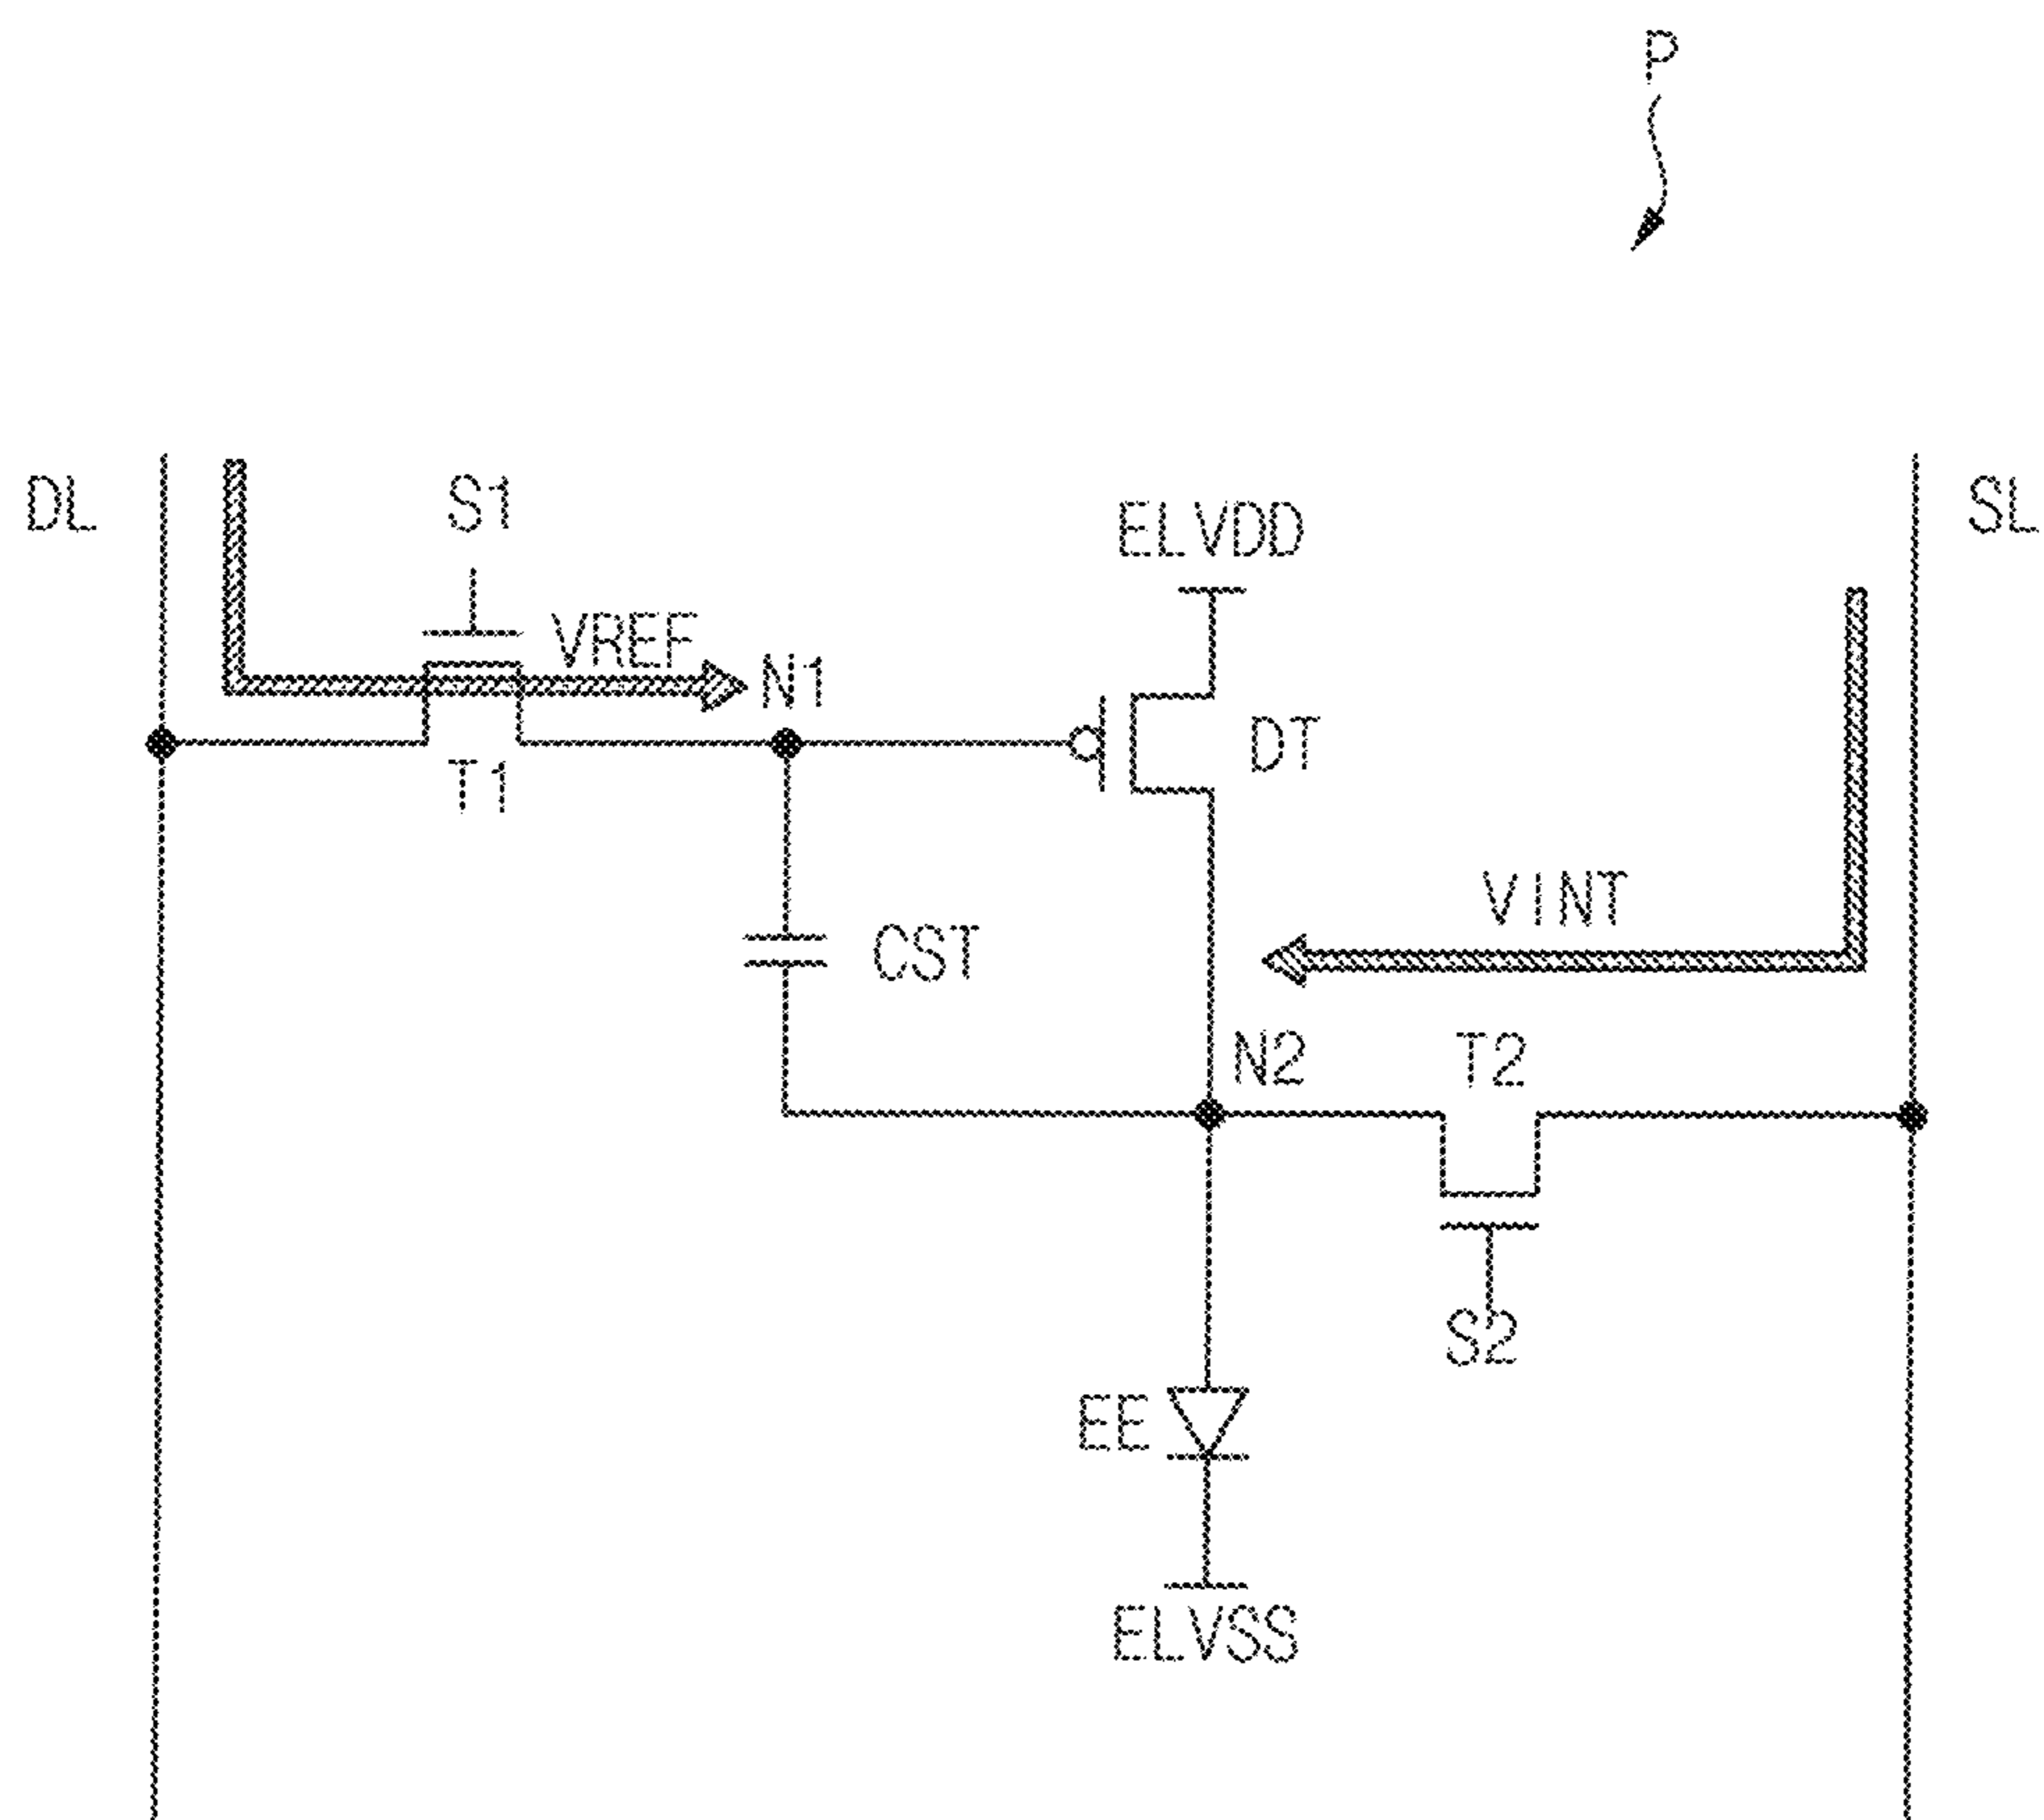 P
DL
S1
ELVDD
SL
VREF
N1
DT
T1
VINT
CST
N2
T2
S2
EE
ELVSS